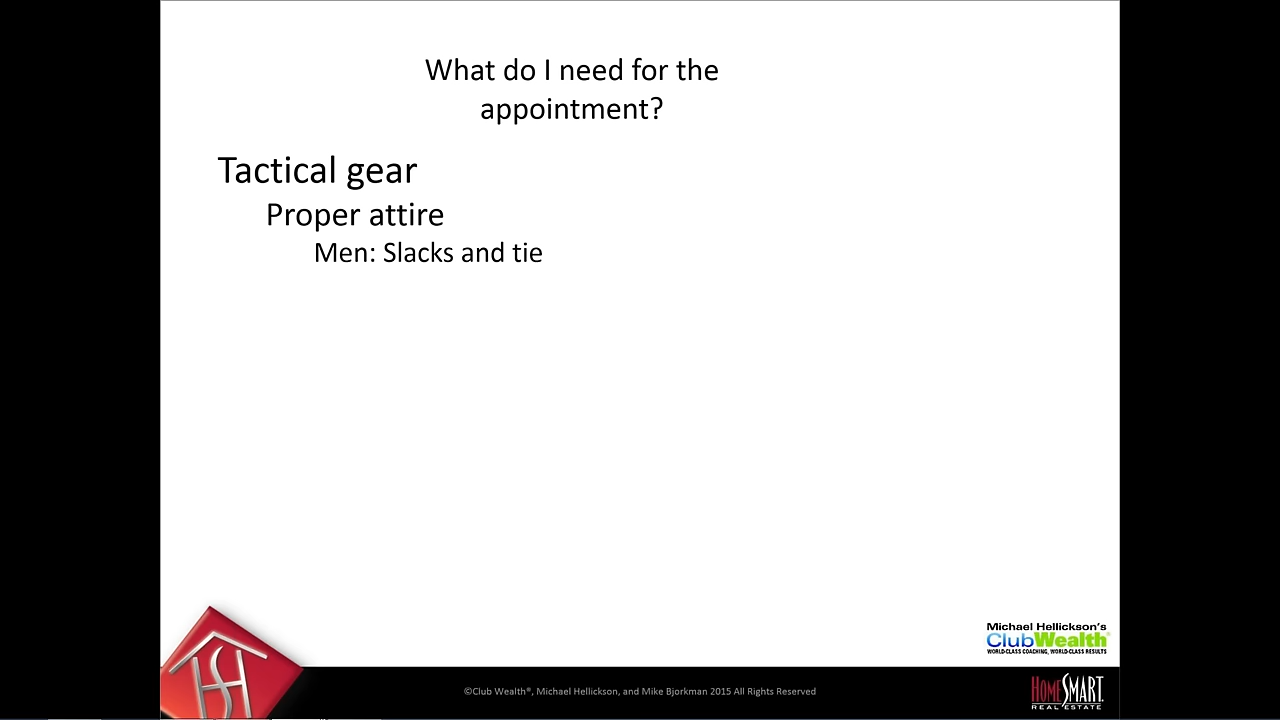 What do I need for the
appointment?
Tactical gear
Proper attire
Men: Slacks and tie
Michael Hellickson's
ClubWealth®
WORLD-CLASS COACHING, WORLD-CLASS RESULTS
©Club Wealth®, Michael Hellickson, and Mike Bjorkman 2015 All Rights Reserved
HOMESMART
REAL ESTATE